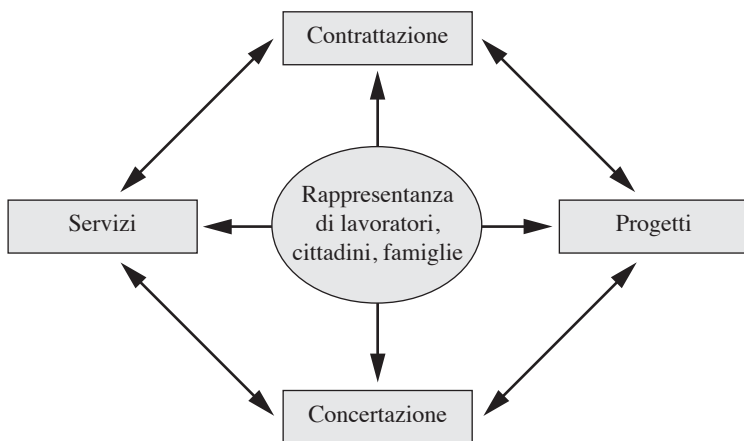 Contrattazione
Servizi
Rappresentanza
di lavoratori,
cittadini, famiglie
Progetti
Concertazione